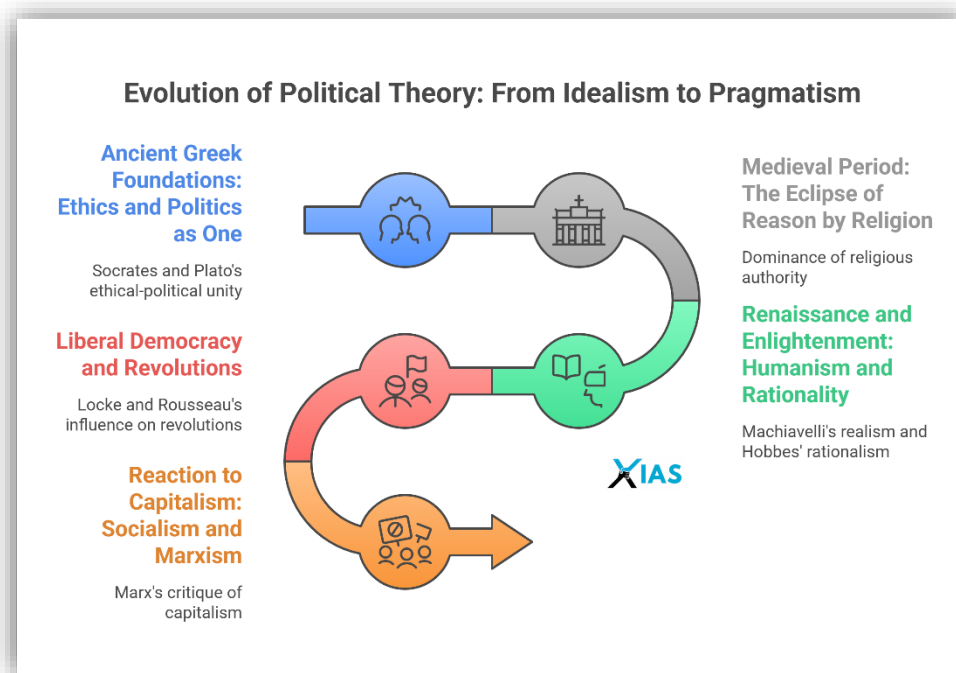 Evolution of Political Theory: From Idealism to Pragmatism
Ancient Greek
Foundations:
Ethics and Politics
as One
Socrates and Plato's
ethical-political unity
Medieval Period:
The Eclipse of
Reason by Religion
Dominance of religious
authority
Renaissance and
Enlightenment:
Humanism and
Rationality
Machiavelli's realism and
Hobbes' rationalism
Liberal Democracy
and Revolutions
Locke and Rousseau's
influence on revolutions
Reaction to
Capitalism:
Socialism and
Marxism
Marx's critique of
capitalism
XIAS